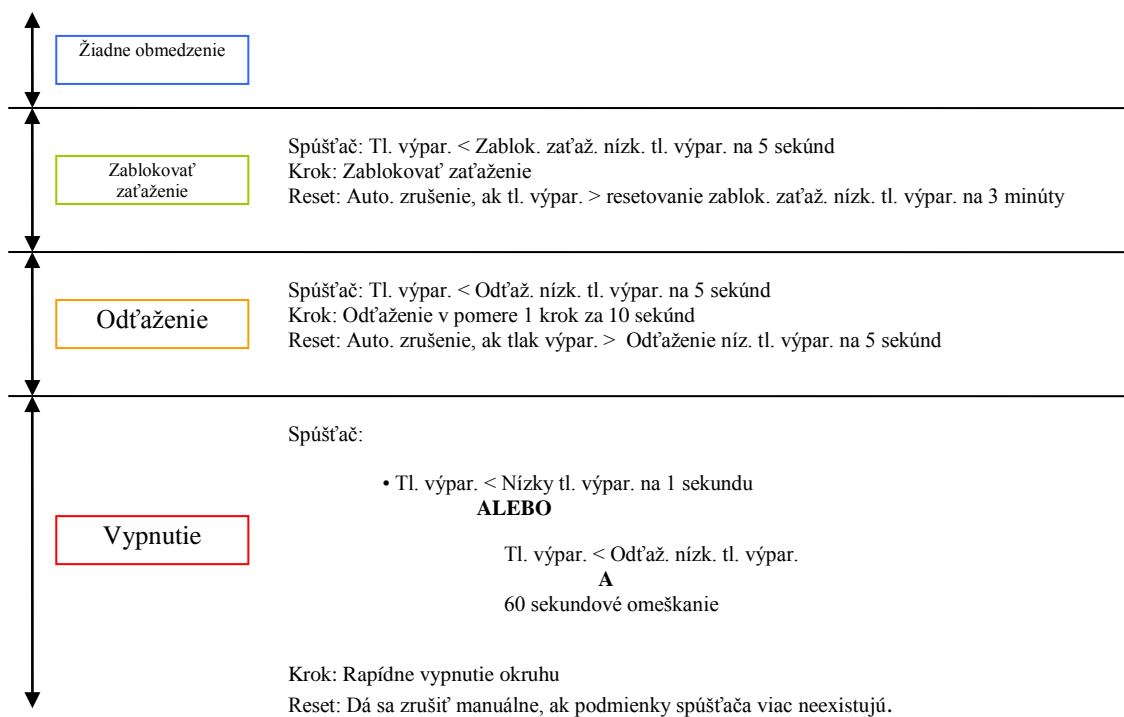 Žiadne obmedzenie
Zablokovať
zaťaženie
Spúšťač: Tl. výpar. < Zablok. zaťaž. nízk. tl. výpar. na 5 sekúnd
Krok: Zablokovať zaťaženie
Reset: Auto. zrušenie, ak tl. výpar. > resetovanie zablok. zaťaž. nízk. tl. výpar. na 3 minúty
Odťaženie
Spúšťač: Tl. výpar. < Odťaž. nízk. tl. výpar. na 5 sekúnd
Krok: Odťaženie v pomere 1 krok za 10 sekúnd
Reset: Auto. zrušenie, ak tlak výpar. > Odťaženie níz. tl. výpar. na 5 sekúnd
Vypnutie
Spúšťač:
• Tl. výpar. < Nízky tl. výpar. na 1 sekundu
ALEBO
Tl. výpar. < Odťaž. nízk. tl. výpar.
A
60 sekundové omeškanie
Krok: Rapídne vypnutie okruhu
Reset: Dá sa zrušiť manuálne, ak podmienky spúšťača viac neexistujú.